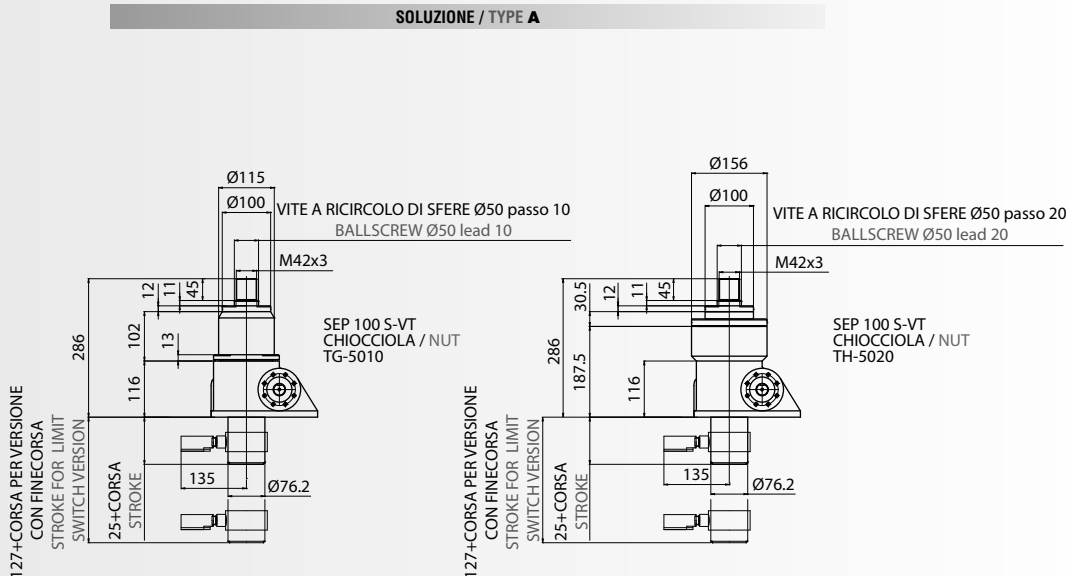 SOLUZIONE / TYPE A
Ø115
Ø100
VITE A RICIRCOLO DI SFERE Ø50 passo 10
BALLSCREW Ø50 lead 10
M42x3
12
11
45
286
102
13
116
SEP 100 S-VT
CHIOCCIOLA / NUT
TG-5010
127+CORSA PER VERSIONE
CON FINECORSA
STROKE FOR LIMIT
SWITCH VERSION
25+CORSA
STROKE
135
Ø76.2
Ø156
Ø100
VITE A RICIRCOLO DI SFERE Ø50 passo 20
BALLSCREW Ø50 lead 20
M42x3
30.5
12
11
45
286
187.5
116
SEP 100 S-VT
CHIOCCIOLA / NUT
TH-5020
127+CORSA PER VERSIONE
CON FINECORSA
STROKE FOR LIMIT
SWITCH VERSION
25+CORSA
STROKE
135
Ø76.2